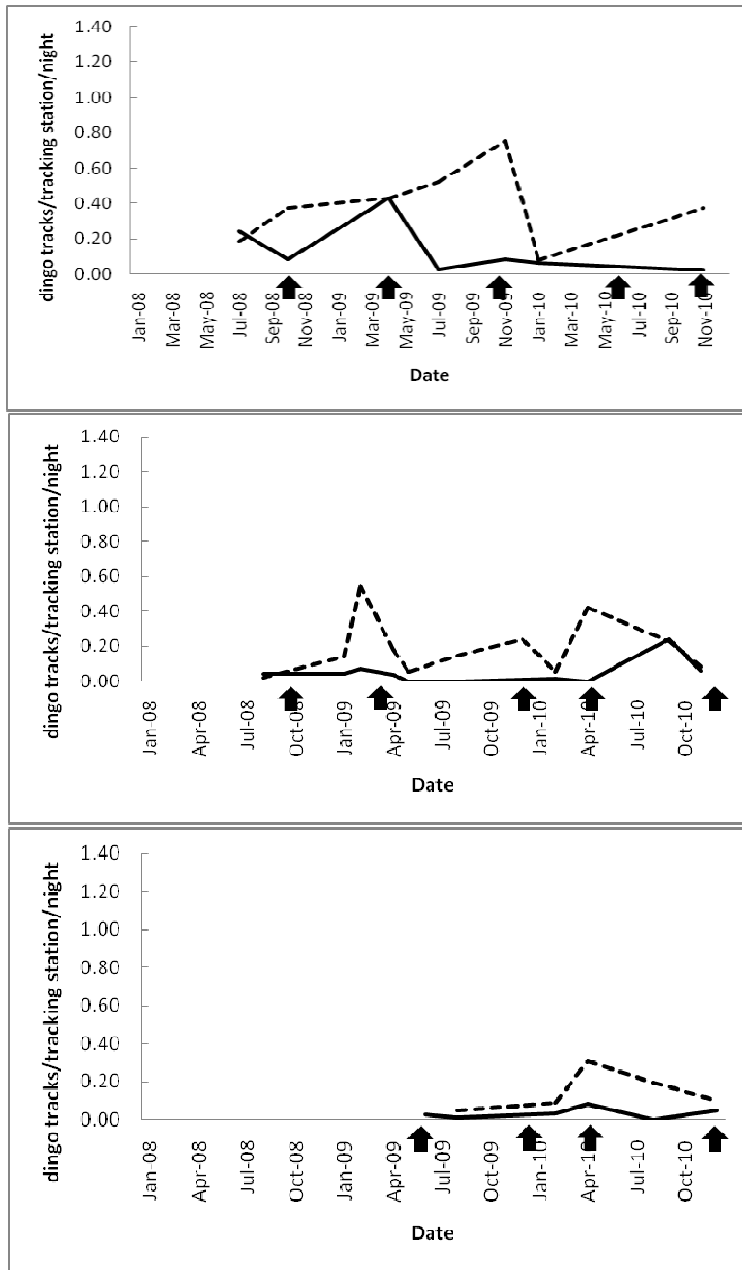 dingo tracks/tracking station/night
1.40
1.20
1.00
0.80
0.60
0.40
0.20
0.00
Jan-08
Mar-08
May-08
Jul-08
Sep-08
Nov-08
Jan-09
Mar-09
May-09
Jul-09
Sep-09
Nov-09
Jan-10
Mar-10
May-10
Jul-10
Sep-10
Nov-10
Date
dingo tracks/tracking station/night
1.40
1.20
1.00
0.80
0.60
0.40
0.20
0.00
Jan-08
Apr-08
Jul-08
Oct-08
Jan-09
Apr-09
Jul-09
Oct-09
Jan-10
Apr-10
Jul-10
Oct-10
Date
dingo tracks/tracking station/night
1.40
1.20
1.00
0.80
0.60
0.40
0.20
0.00
Jan-08
Apr-08
Jul-08
Oct-08
Jan-09
Apr-09
Jul-09
Oct-09
Jan-10
Apr-10
Jul-10
Oct-10
Date